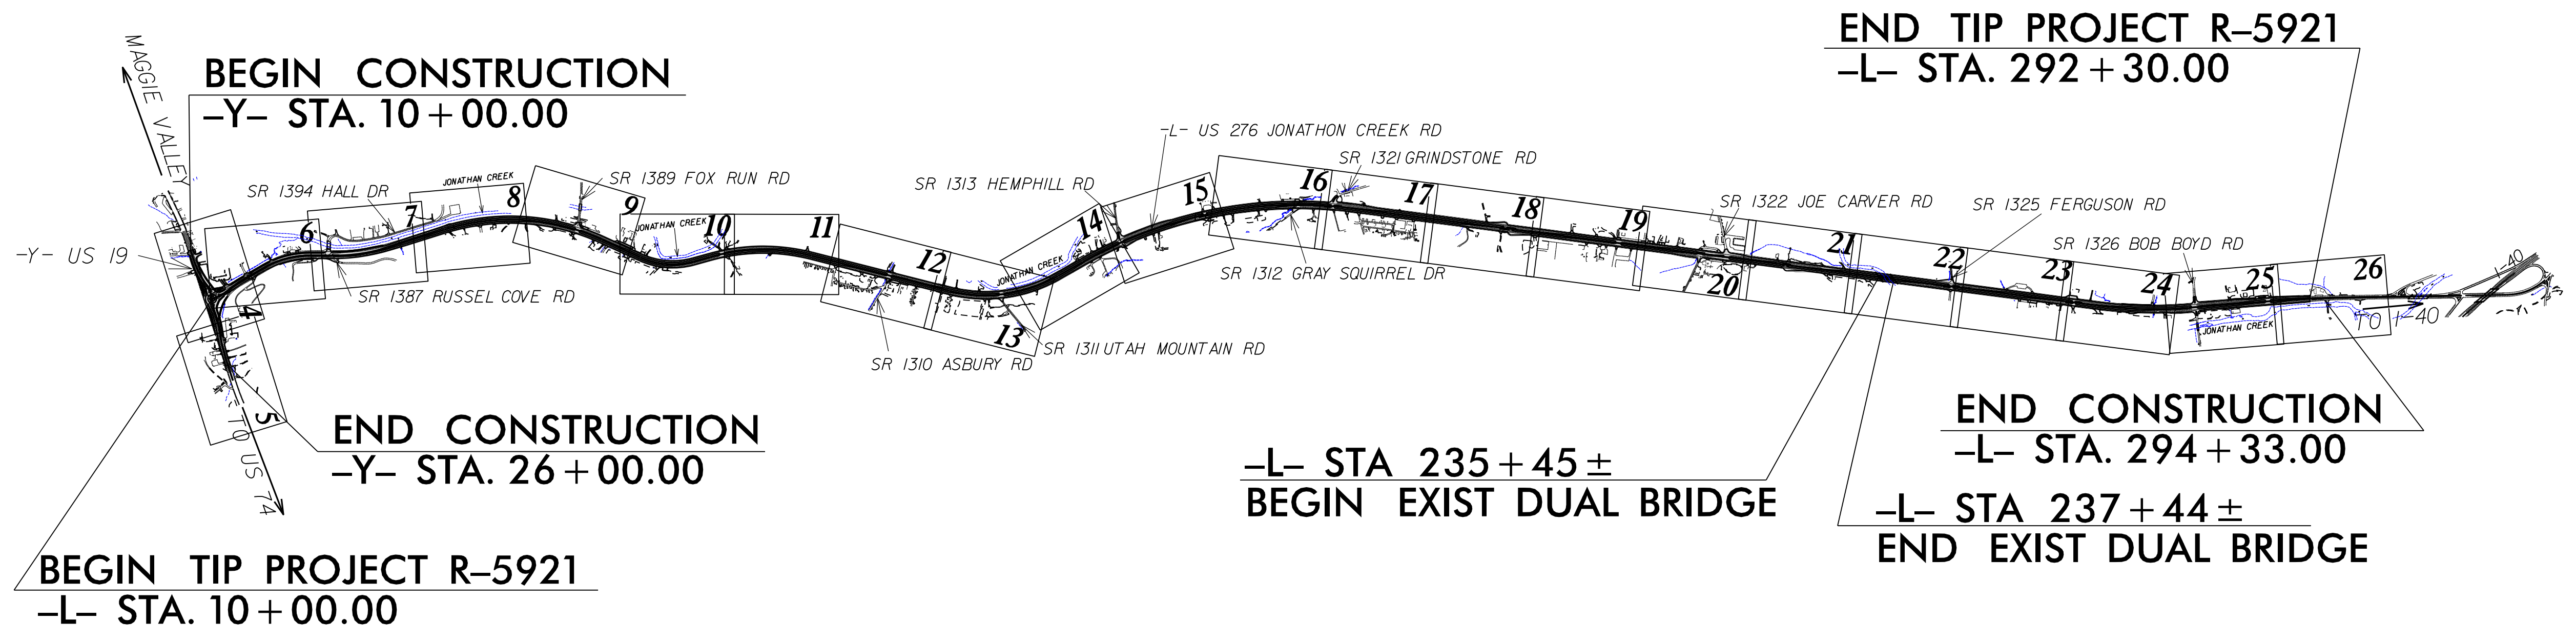 END TIP PROJECT R–5921
–L– STA. 292+30.00
MAGGIE VALLEY
BEGIN CONSTRUCTION
–Y– STA. 10+00.00
-L- US 276 JONATHON CREEK RD
SR 1321 GRINDSTONE RD
SR 1394 HALL DR
JONATHAN CREEK
SR 1389 FOX RUN RD
SR 1313 HEMPHILL RD
SR 1322 JOE CARVER RD
SR 1325 FERGUSON RD
SR 1326 BOB BOYD RD
6
7
8
9
JONATHAN CREEK
10
11
12
13
14
JONATHAN CREEK
15
16
17
18
19
20
21
22
23
24
25
26
I-40
-Y- US 19
4
5
SR 1387 RUSSEL COVE RD
SR 1310 ASBURY RD
SR 1311 UTAH MOUNTAIN RD
SR 1312 GRAY SQUIRREL DR
JONATHAN CREEK
TO I-40
TO US 74
END CONSTRUCTION
–Y– STA. 26+00.00
–L– STA 235+45±
BEGIN EXIST DUAL BRIDGE
END CONSTRUCTION
–L– STA. 294+33.00
–L– STA 237+44±
END EXIST DUAL BRIDGE
BEGIN TIP PROJECT R–5921
–L– STA. 10+00.00